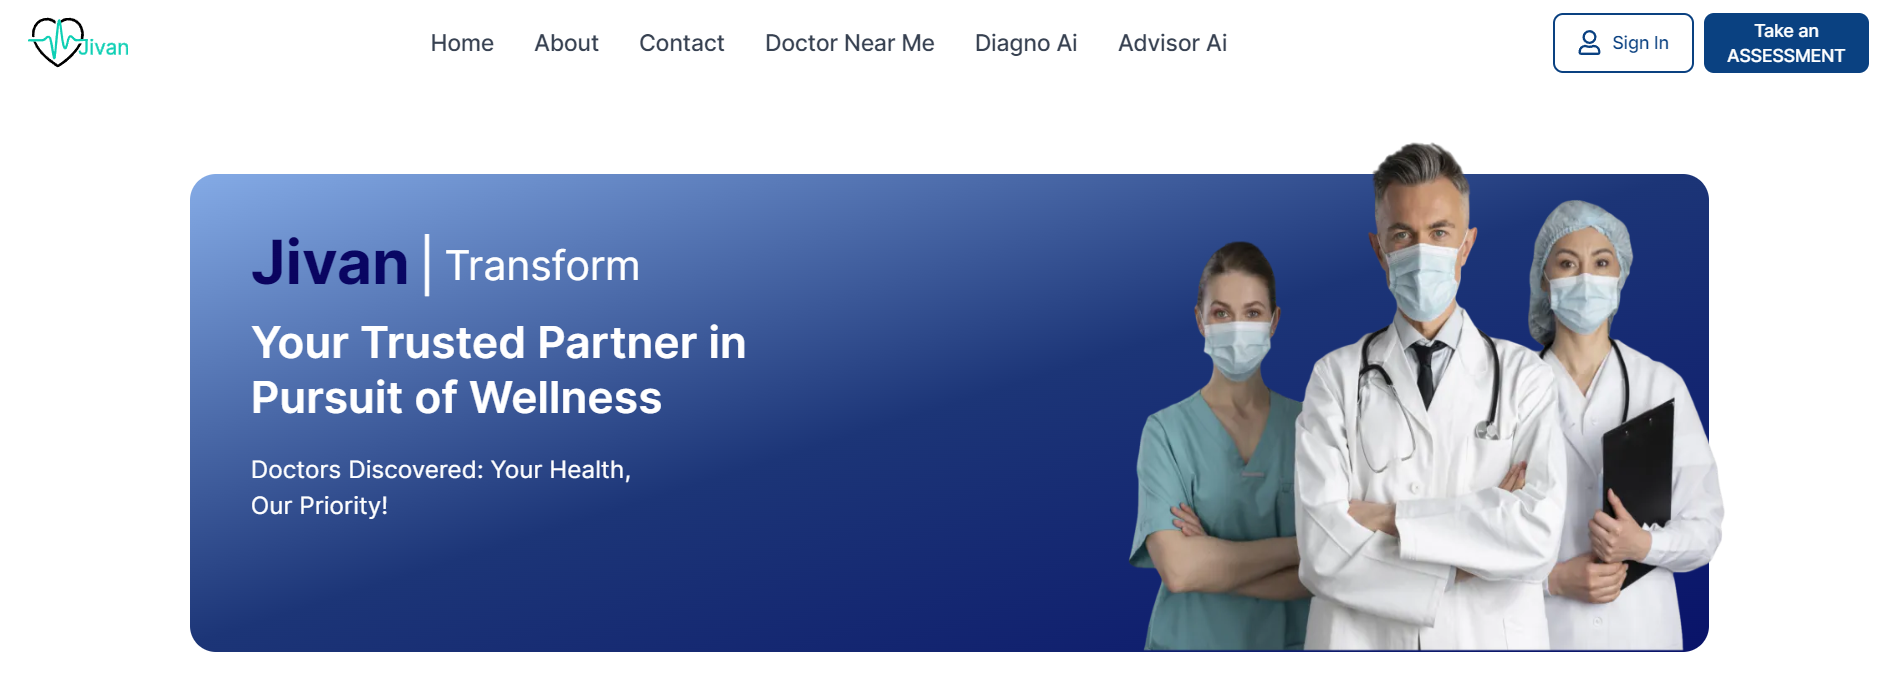 Jivan
Home
About
Contact
Doctor Near Me
Diagno Ai
Advisor Ai
Sign In
Take an
ASSESSMENT
Jivan | Transform
Your Trusted Partner in
Pursuit of Wellness
Doctors Discovered: Your Health,
Our Priority!